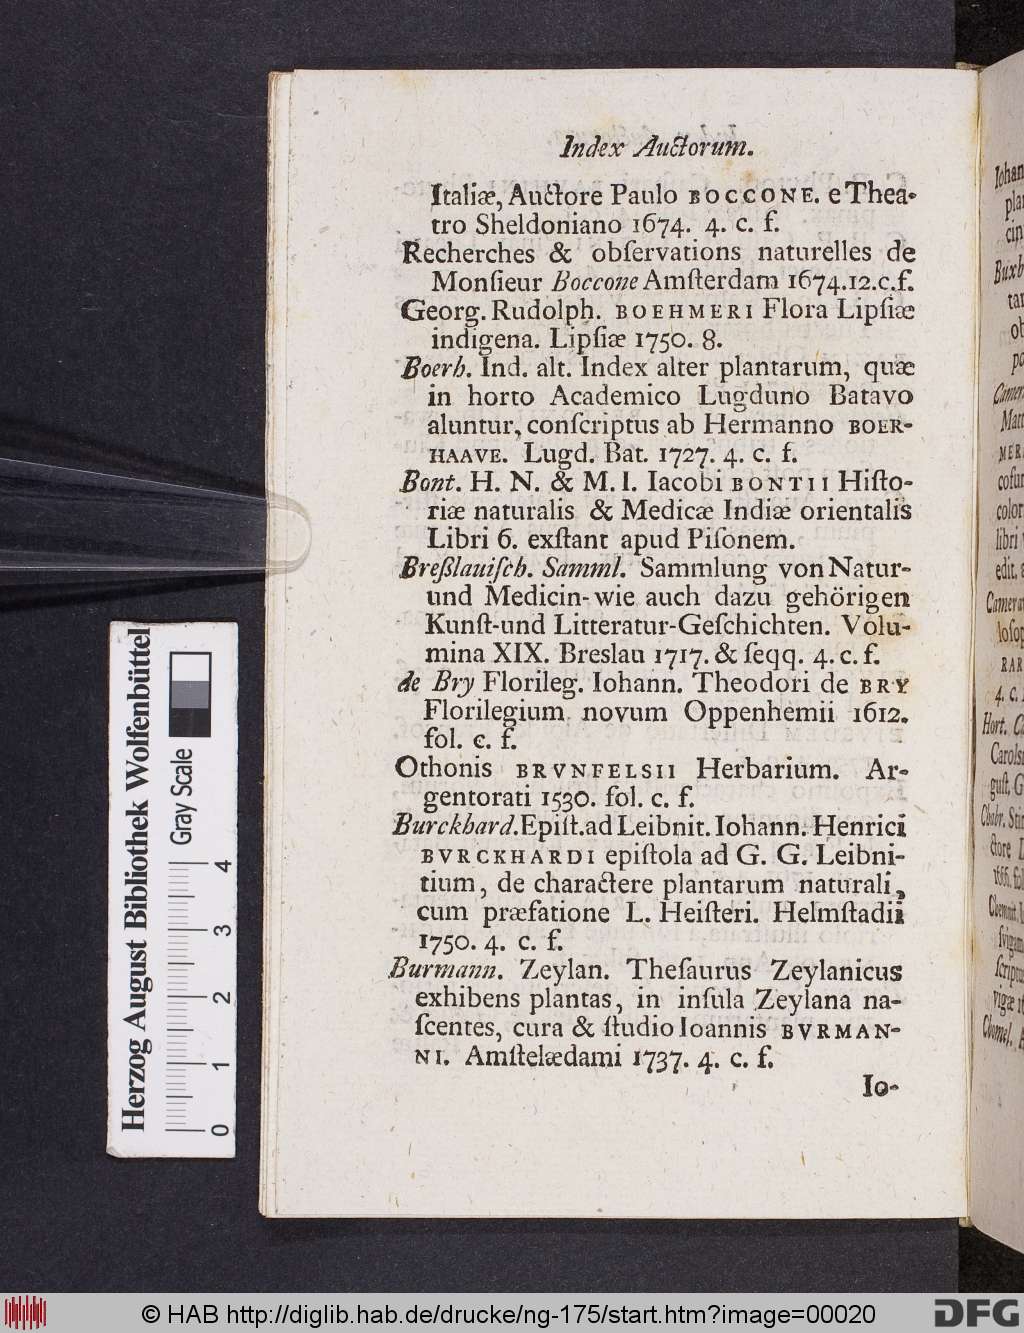 Index Auctorum.
Italiæ, Auctore Paulo BOCCONE. e Thea-
tro Sheldoniano 1674. 4. c. f.
Recherches & obſervations naturelles de
Monſieur Boccone Amſterdam 1674.12.c.f.
Georg. Rudolph. BOEHMERI Flora Lipſiæ
indigena. Lipſiæ 1750. 8.
Boerh. Ind. alt. Index alter plantarum, quæ
in horto Academico Lugduno Batavo
aluntur, conſcriptus ab Hermanno BOER-
HAAVE. Lugd. Bat. 1727. 4. c. f.
Bont. H. N. & M. I. Iacobi BONTII Hiſto-
riæ naturalis & Medicæ Indiæ orientalis
Libri 6. exſtant apud Piſonem.
Breßlauiſch. Samml. Sammlung von Natur-
und Medicin- wie auch dazu gehörigen
Kunſt-und Litteratur-Geſchichten. Volu-
mina XIX. Breslau 1717. & ſeqq. 4. c. f.
de Bry Florileg. Iohann. Theodori de BRY
Florilegium novum Oppenhemii 1612.
fol. c. f.
Othonis BRVNFELSII Herbarium. Ar-
gentorati 1530. fol. c. f.
Burckhard. Epiſt. ad Leibnit. Iohann. Henrici
BVRCKHARDI epiſtola ad G. G. Leibni-
tium, de charactere plantarum naturali,
cum præfatione L. Heiſteri. Helmſtadii
1750. 4. c. f.
Burmann. Zeylan. Theſaurus Zeylanicus
exhibens plantas, in inſula Zeylana na-
ſcentes, cura & ſtudio Ioannis BVRMAN-
NI. Amſtelædami 1737. 4. c. f.
Io-
Herzog August Bibliothek Wolfenbüttel
Gray Scale
0 1 2 3 4
© HAB http://diglib.hab.de/drucke/ng-175/start.htm?image=00020
DFG